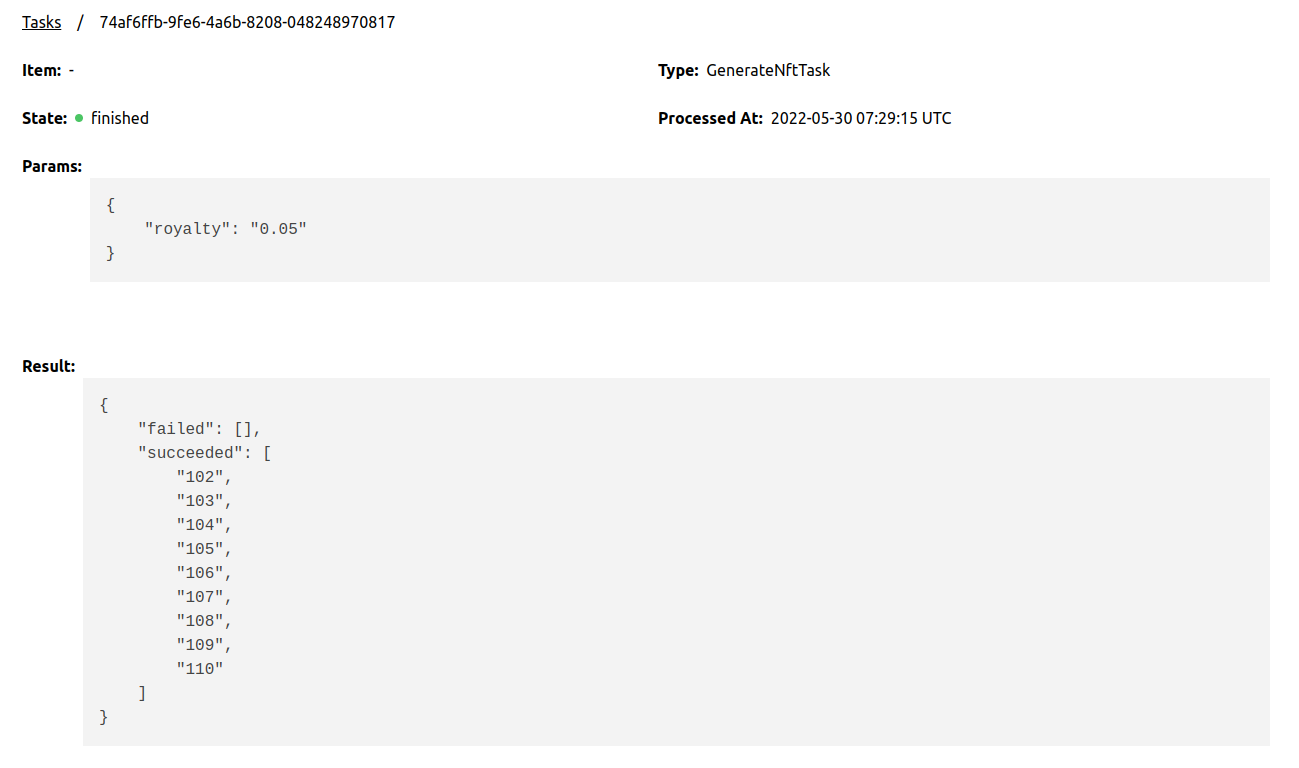 Tasks / 74af6ffb-9fe6-4a6b-8208-048248970817
Item: -
Type: GenerateNftTask
State: finished
Processed At: 2022-05-30 07:29:15 UTC
Params:
{
    "royalty": "0.05"
}
Result:
{
    "failed": [],
    "succeeded": [
        "102",
        "103",
        "104",
        "105",
        "106",
        "107",
        "108",
        "109",
        "110"
    ]
}